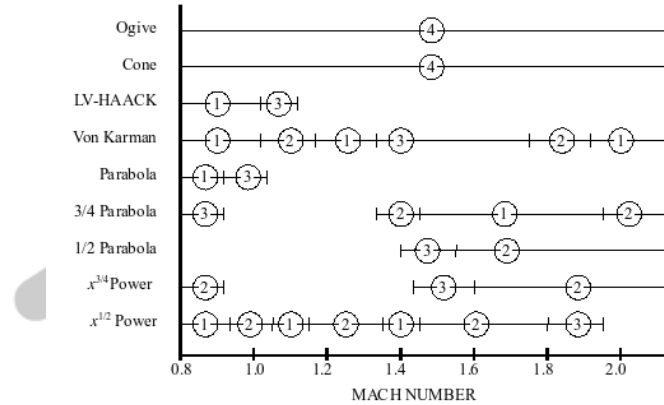 Ogive 4
Cone 4
LV-HAACK 1 3
Von Karman 1 2 1 3 2 1
Parabola 1 3
3/4 Parabola 3 2 1 2
1/2 Parabola 3 2
x3/4 Power 2 3 2
x1/2 Power 1 2 1 2 1 2 3
0.8 1.0 1.2 1.4 1.6 1.8 2.0
MACH NUMBER